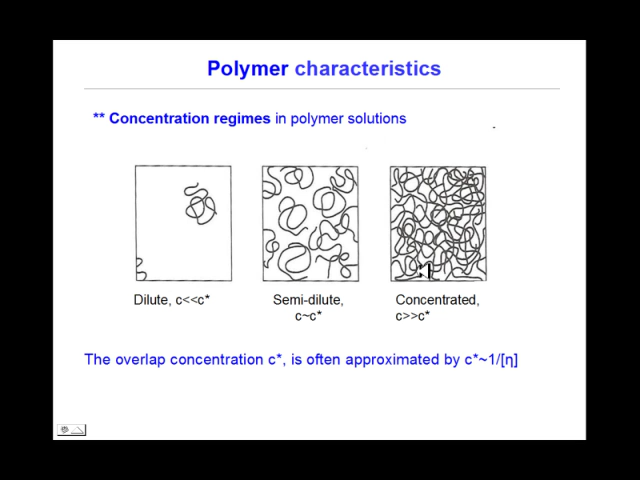 Polymer characteristics
** Concentration regimes in polymer solutions
Dilute, c<<c*
Semi-dilute,
c~c*
Concentrated,
c>>c*
The overlap concentration c*, is often approximated by c*~1/[η]